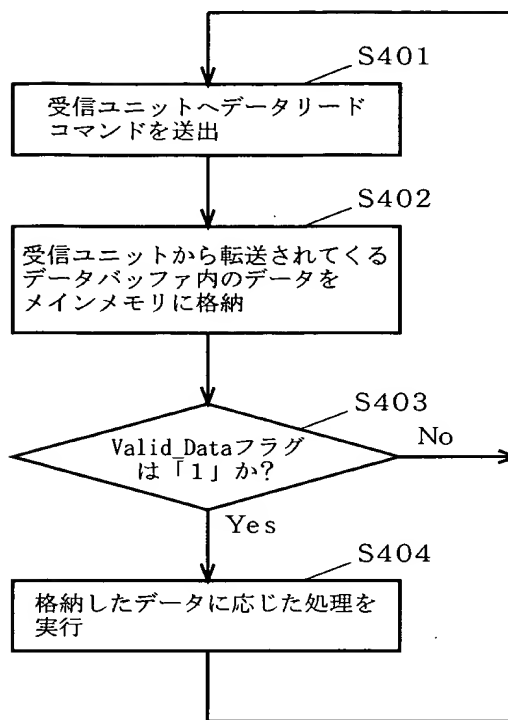 S401
受信ユニットへデータリード
コマンドを送出
S402
受信ユニットから転送されてくる
データバッファ内のデータを
メインメモリに格納
S403
Valid_Dataフラグ
は「1」か?
No
Yes
S404
格納したデータに応じた処理を
実行